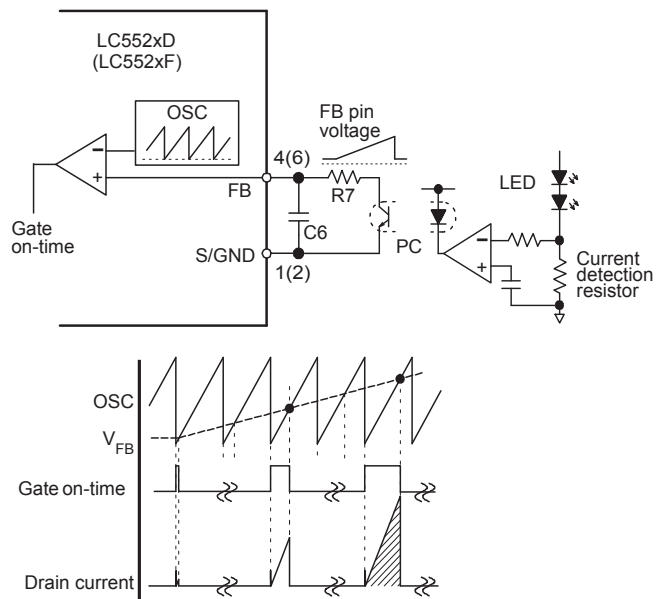 LC552xD
(LC552xF)
OSC
FB pin
voltage
4(6)
FB
R7
C6
PC
LED
Gate
on-time
S/GND
1(2)
Current
detection
resistor
OSC
VFB
Gate on-time
Drain current